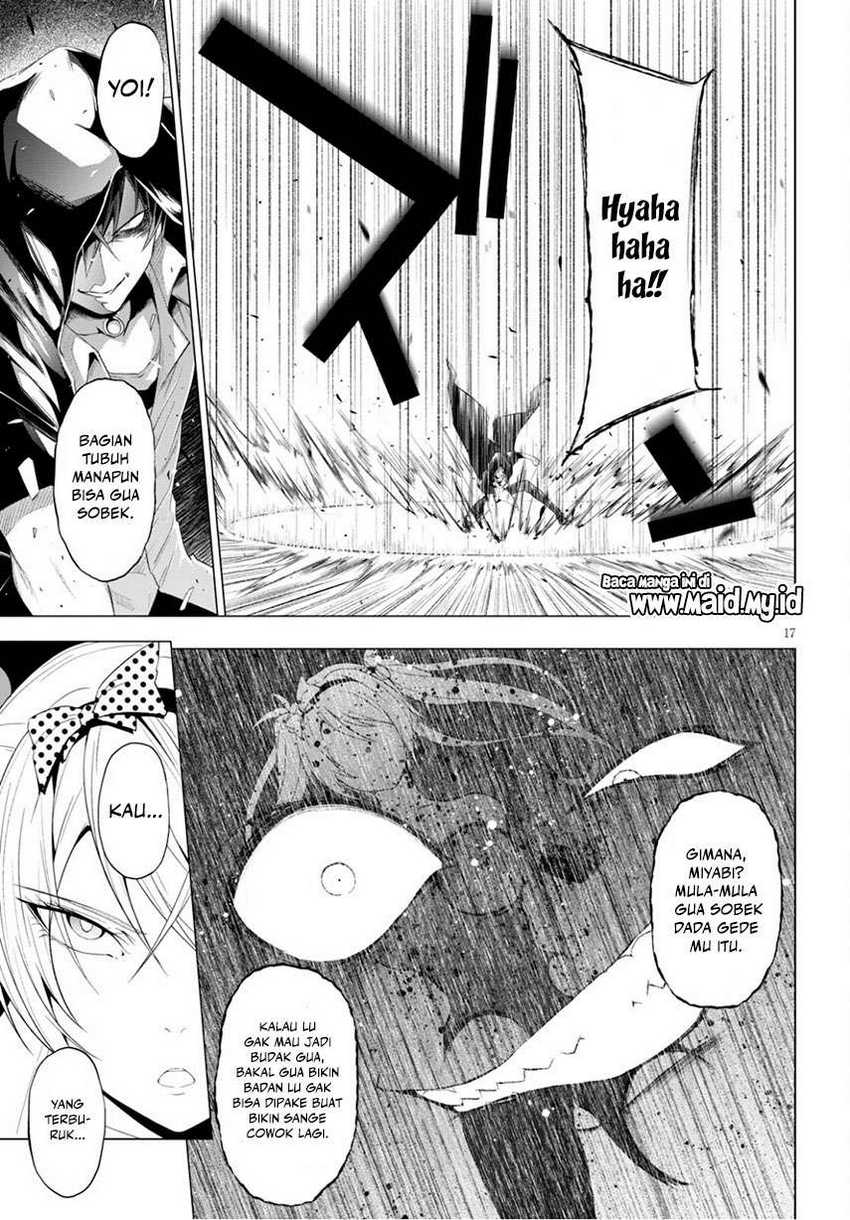 Hyaha
haha
ha!!
YOI!
BAGIAN
TUBUH
MANAPUN
BISA GUA
SOBEK.
Baca Manga ini di
www.Maid.My.id
17
GIMANA,
MIYABI?
MULA-MULA
GUA SOBEK
DADA GEDE
MU ITU.
KALAU LU
GAK MAU JADI
BUDAK GUA,
BAKAL GUA BIKIN
BADAN LU GAK
BISA DIPAKE BUAT
BIKIN SANGE
COWOK LAGI.
KAU...
YANG
TERBU-
RUK...